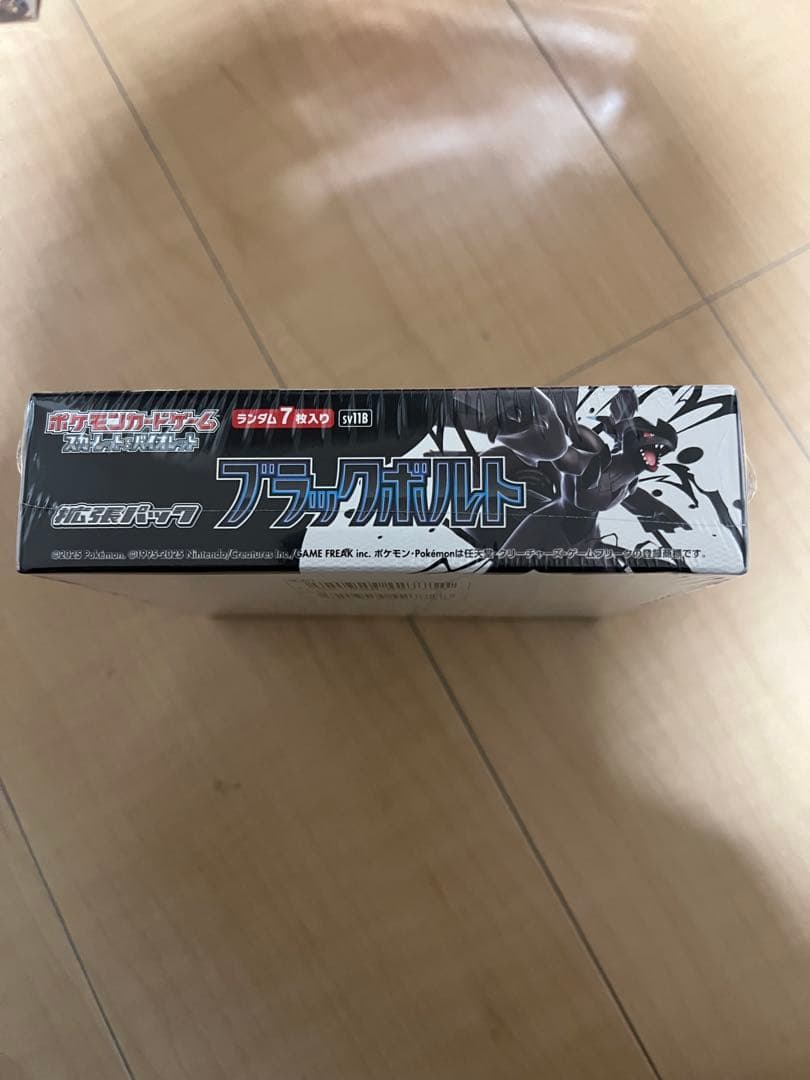 ポケモンカードゲーム
スカーレット&バイオレット
ランダム7枚入り
sv11B
拡張パック
ブラックボルト
©2025 Pokémon. ©1995-2025 Nintendo/Creatures Inc./GAME FREAK inc. ポケモン・Pokémonは任天堂・クリーチャーズ・ゲームフリークの登録商標です。